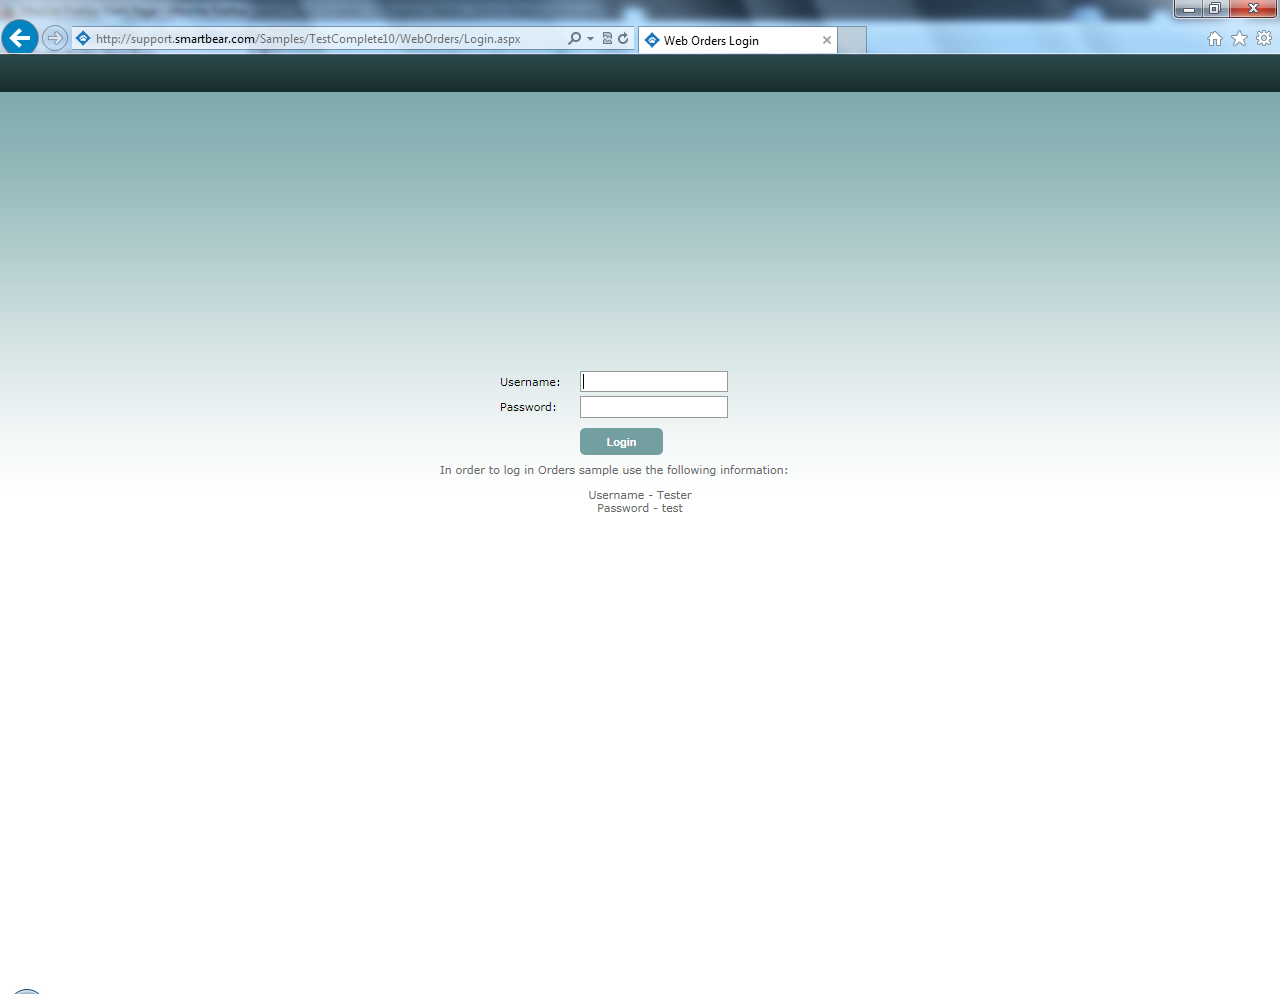 http://support.smartbear.com/Samples/TestComplete10/WebOrders/Login.aspx
Web Orders Login
Username:
Password:
Login
In order to log in Orders sample use the following information:
Username - Tester
Password - test